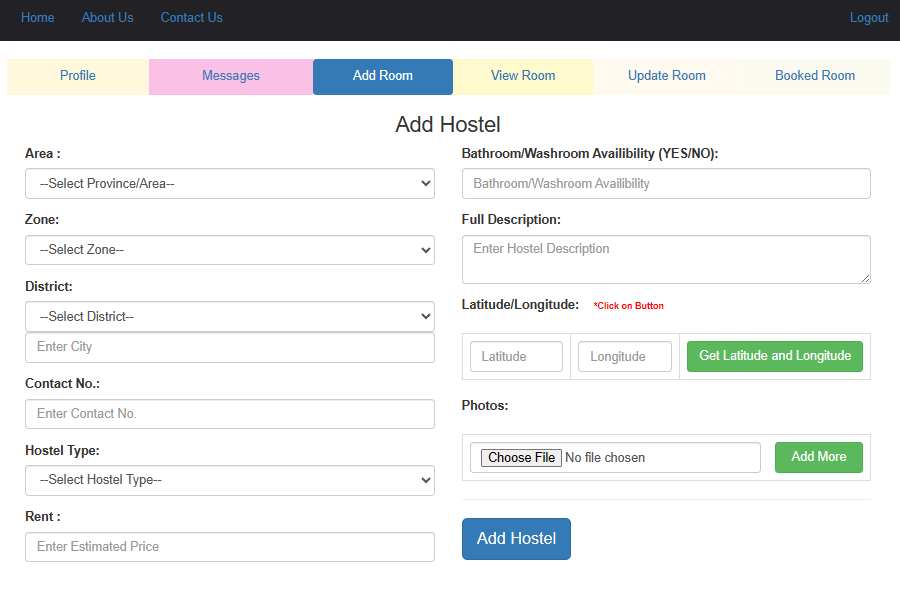 Home About Us Contact Us Logout
Profile Messages Add Room View Room Update Room Booked Room
Add Hostel
Area :
--Select Province/Area--
Zone:
--Select Zone--
District:
--Select District--
Enter City
Contact No.:
Enter Contact No.
Hostel Type:
--Select Hostel Type--
Rent :
Enter Estimated Price
Bathroom/Washroom Availibility (YES/NO):
Bathroom/Washroom Availibility
Full Description:
Enter Hostel Description
Latitude/Longitude: *Click on Button
Latitude Longitude Get Latitude and Longitude
Photos:
Choose File No file chosen Add More
Add Hostel